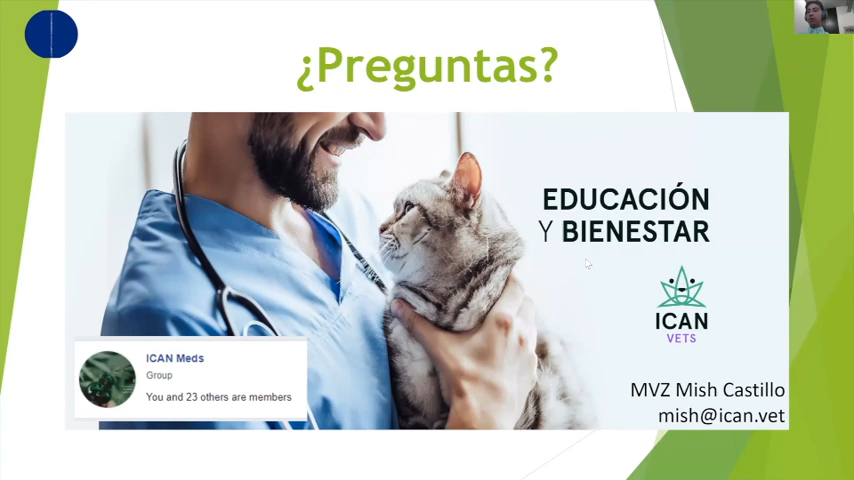 ¿Preguntas?
EDUCACIÓN
Y BIENESTAR
ICAN
VETS
ICAN Meds
Group
You and 23 others are members
MVZ Mish Castillo
mish@ican.vet